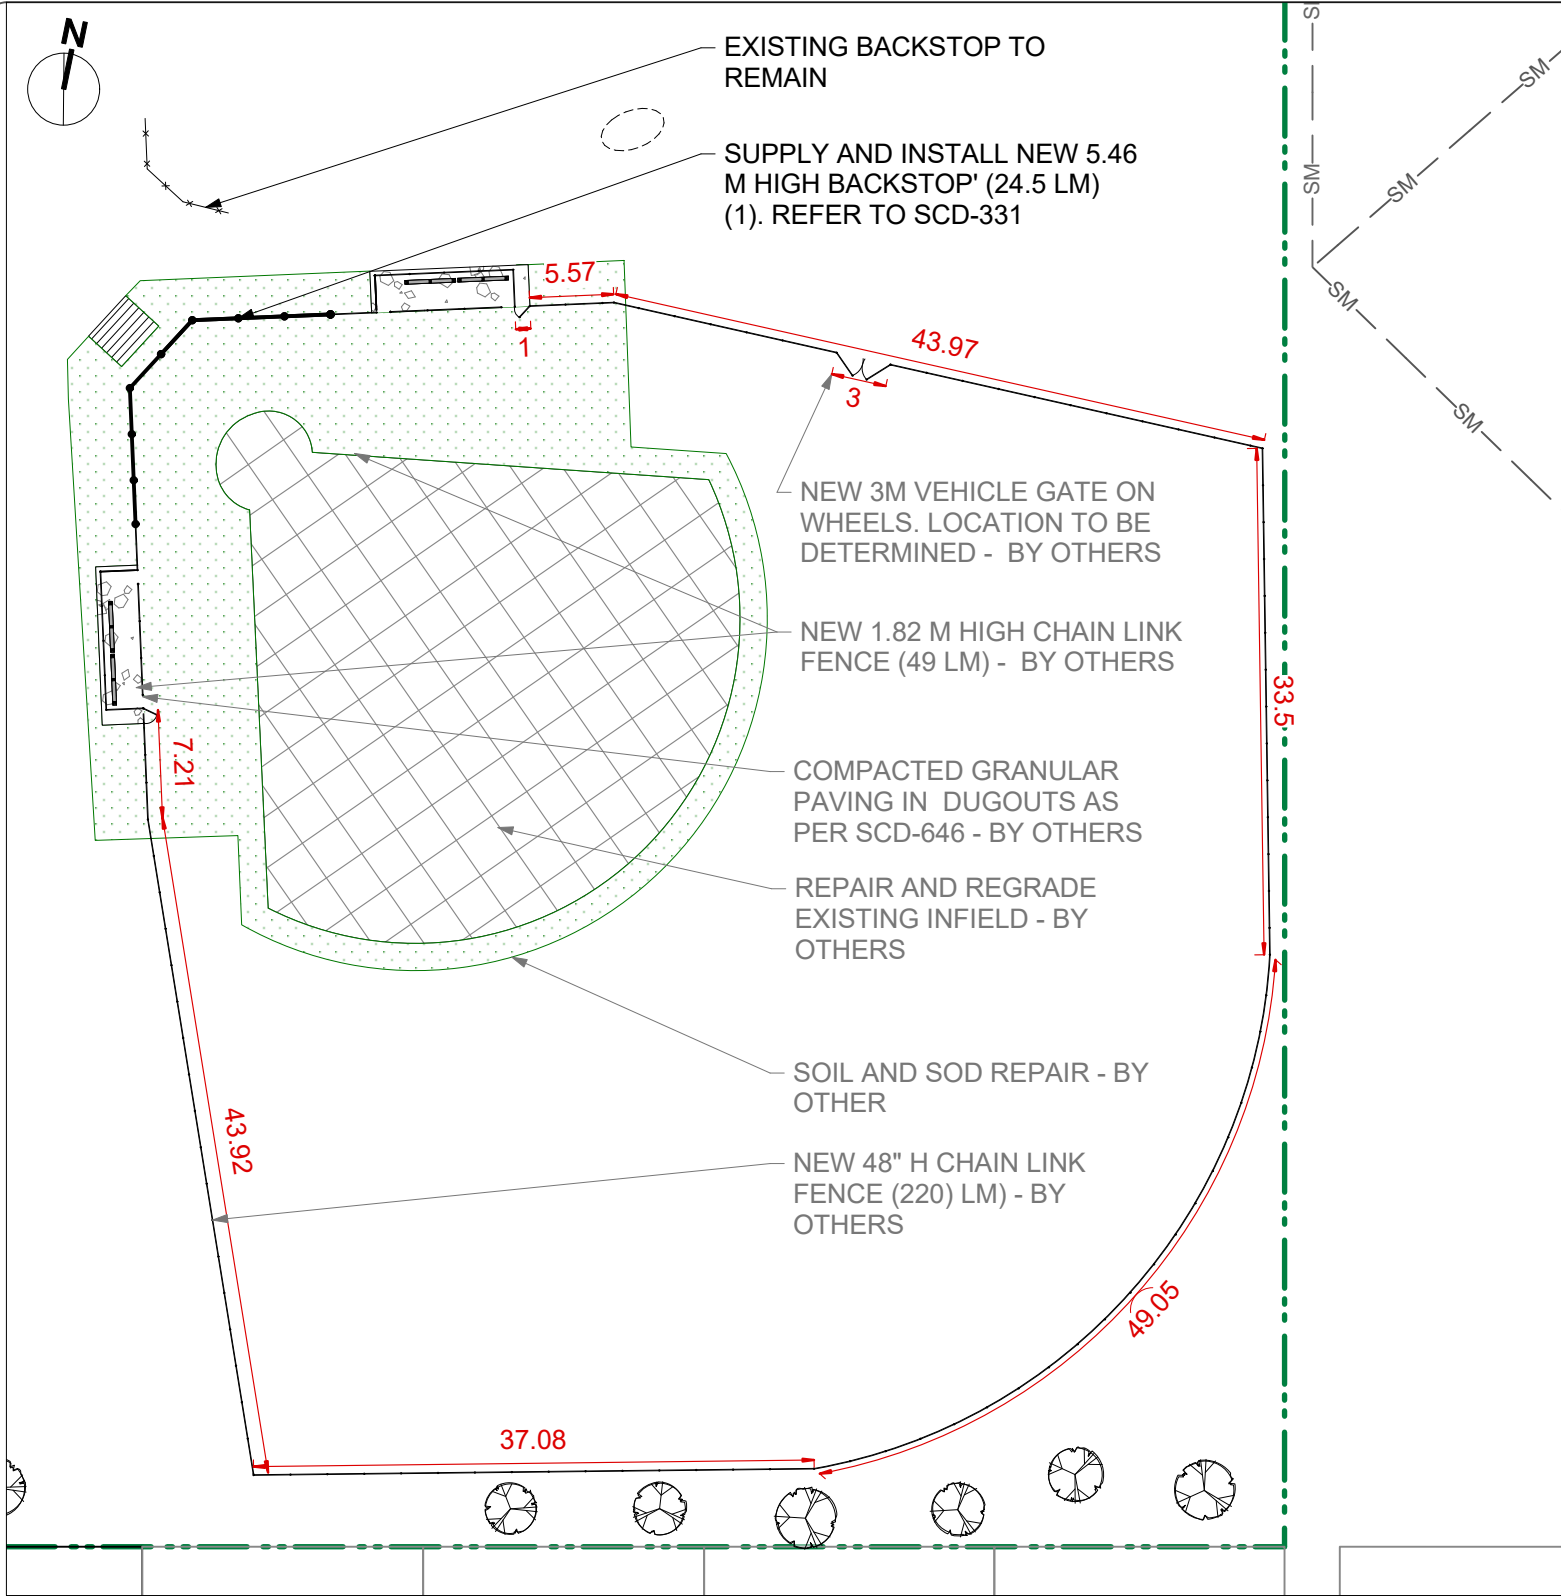 N
EXISTING BACKSTOP TO
REMAIN
SUPPLY AND INSTALL NEW 5.46
M HIGH BACKSTOP' (24.5 LM)
(1). REFER TO SCD-331
SM
SM
SM
SM
SM
SM
5.57
1
43.97
3
NEW 3M VEHICLE GATE ON
WHEELS. LOCATION TO BE
DETERMINED - BY OTHERS
NEW 1.82 M HIGH CHAIN LINK
FENCE (49 LM) - BY OTHERS
33.5
7.21
COMPACTED GRANULAR
PAVING IN DUGOUTS AS
PER SCD-646 - BY OTHERS
REPAIR AND REGRADE
EXISTING INFIELD - BY
OTHERS
SOIL AND SOD REPAIR - BY
OTHER
43.92
NEW 48" H CHAIN LINK
FENCE (220) LM) - BY
OTHERS
49.05
37.08